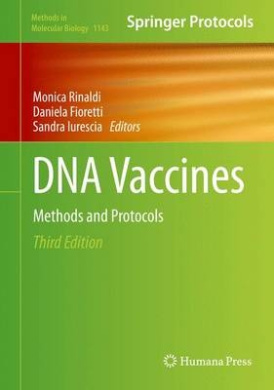 Methods in
Molecular Biology 1143
Springer Protocols
Monica Rinaldi
Daniela Fioretti
Sandra Iurescia Editors
DNA Vaccines
Methods and Protocols
Third Edition
Humana Press